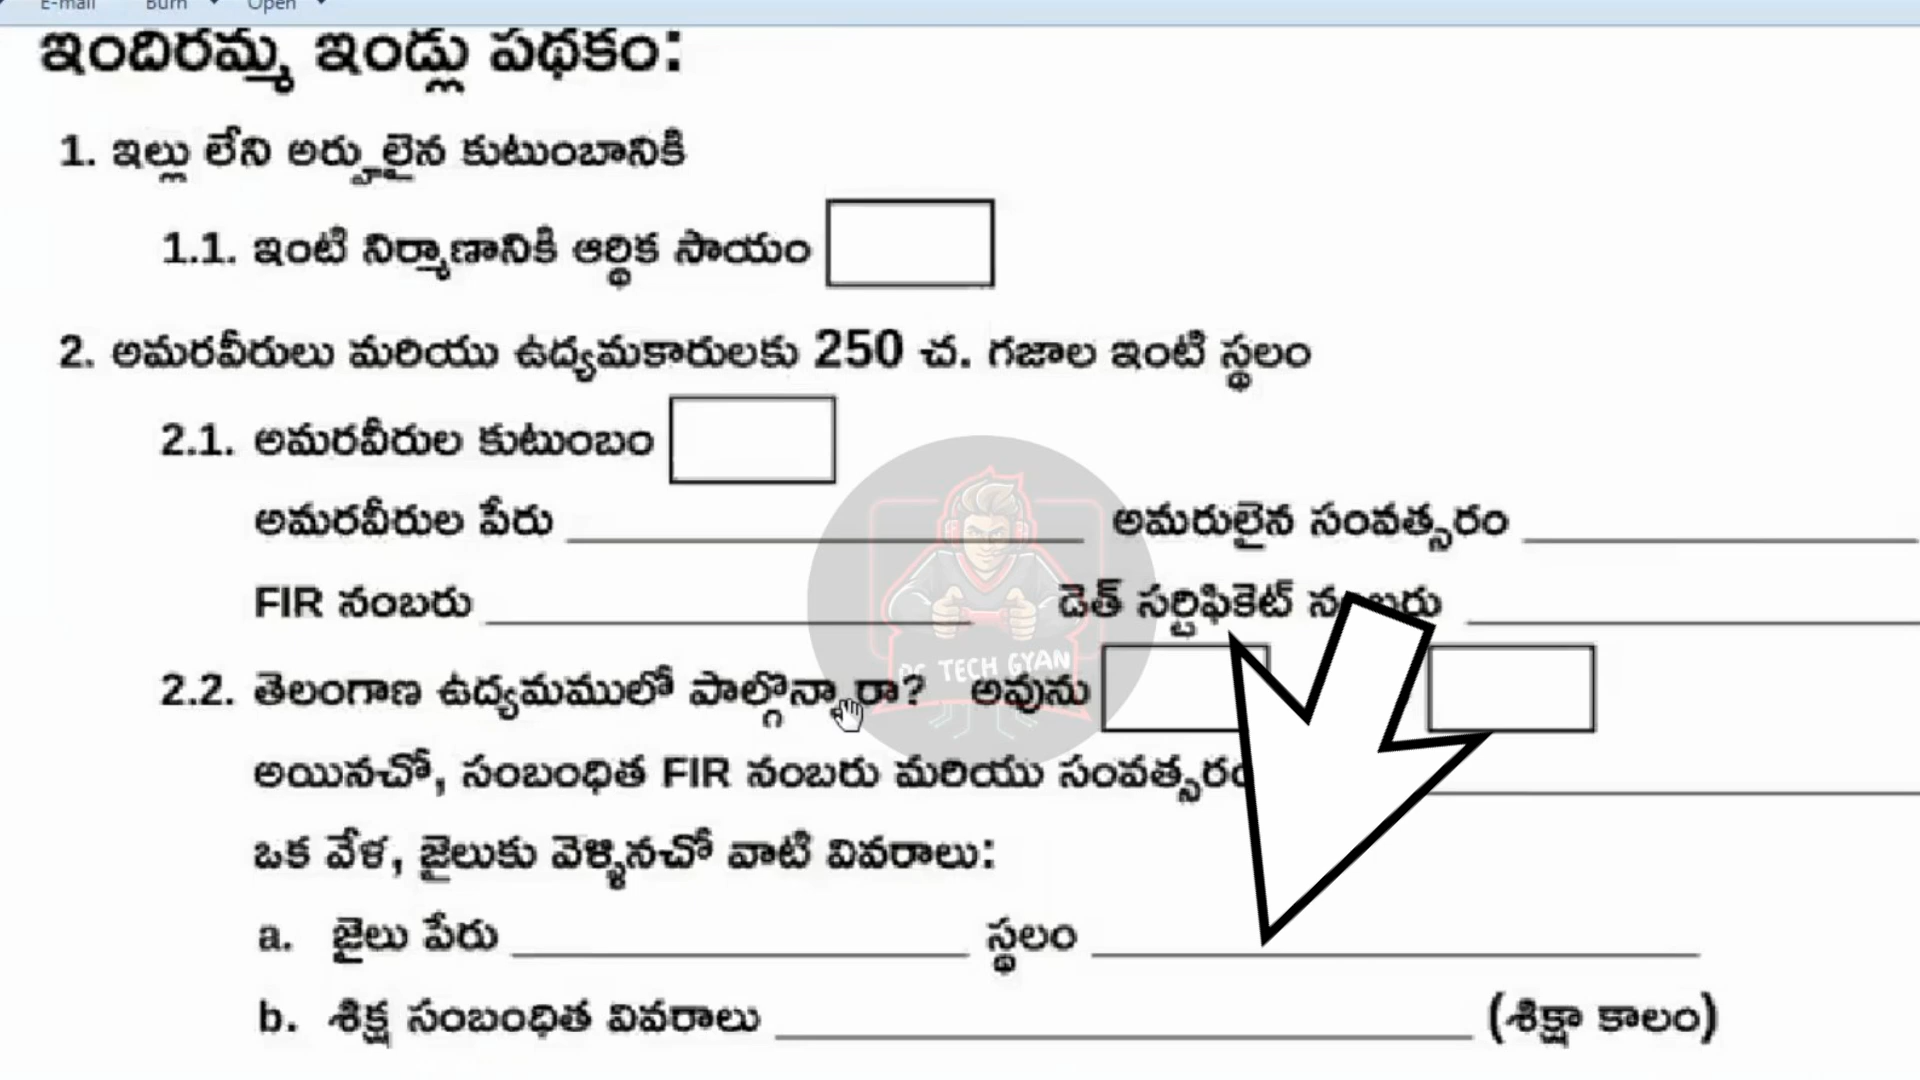 E-mail Burn Open
ఇందిరమ్మ ఇండ్లు పథకం:
1. ఇల్లు లేని అర్హులైన కుటుంబానికి
1.1. ఇంటి నిర్మాణానికి ఆర్థిక సాయం
2. అమరవీరులు మరియు ఉద్యమకారులకు 250 చ. గజాల ఇంటి స్థలం
2.1. అమరవీరుల కుటుంబం
అమరవీరుల పేరు అమరులైన సంవత్సరం
FIR నంబరు డెత్ సర్టిఫికెట్ నంబరు
PC TECH GYAN
2.2. తెలంగాణ ఉద్యమములో పాల్గొన్నారా? అవును
అయినచో, సంబంధిత FIR నంబరు మరియు సంవత్సరం
ఒక వేళ, జైలుకు వెళ్ళినచో వాటి వివరాలు:
a. జైలు పేరు స్థలం
b. శిక్ష సంబంధిత వివరాలు (శిక్షా కాలం)